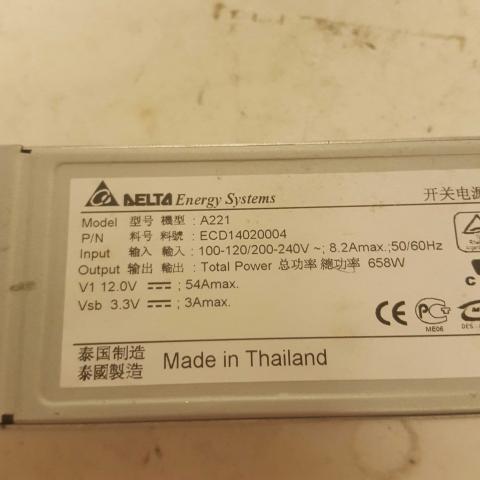 DELTA Energy Systems
开关电源
Model 型号 機型 : A221
P/N 料号 料號 : ECD14020004
Input 输入 輸入 : 100-120/200-240V ~; 8.2Amax.;50/60Hz
Output 输出 輸出 : Total Power 总功率 總功率 658W
V1 12.0V ⎓ ; 54Amax.
Vsb 3.3V ⎓ ; 3Amax.
CE
ME06
泰国制造
泰國製造
Made in Thailand